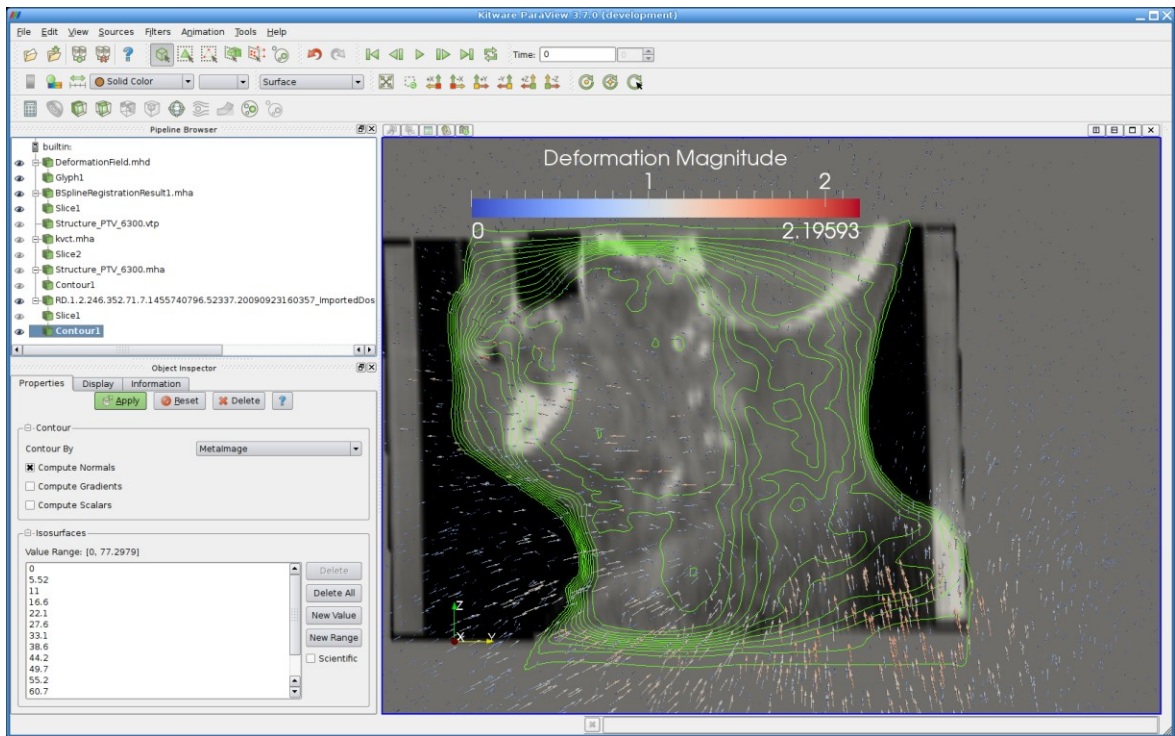 Kitware ParaView 3.7.0 (development)
File Edit View Sources Filters Animation Tools Help
Time: 0 0
Solid Color Surface +X -X +Y -Y +Z -Z
Pipeline Browser
builtin:
DeformationField.mhd
Glyph1
BSplineRegistrationResult1.mha
Slice1
Structure_PTV_6300.vtp
kvct.mha
Slice2
Structure_PTV_6300.mha
Contour1
RD.1.2.246.352.71.7.1455740796.52337.20090923160357_ImportedDos
Slice1
Contour1
Object Inspector
Properties Display Information
Apply Reset Delete ?
Contour
Contour By MetaImage
Compute Normals
Compute Gradients
Compute Scalars
Isosurfaces
Value Range: [0, 77.2979]
0
5.52
11
16.6
22.1
27.6
33.1
38.6
44.2
49.7
55.2
60.7
Delete
Delete All
New Value
New Range
Scientific
Deformation Magnitude
1 2
0 2.19593
Z
X Y